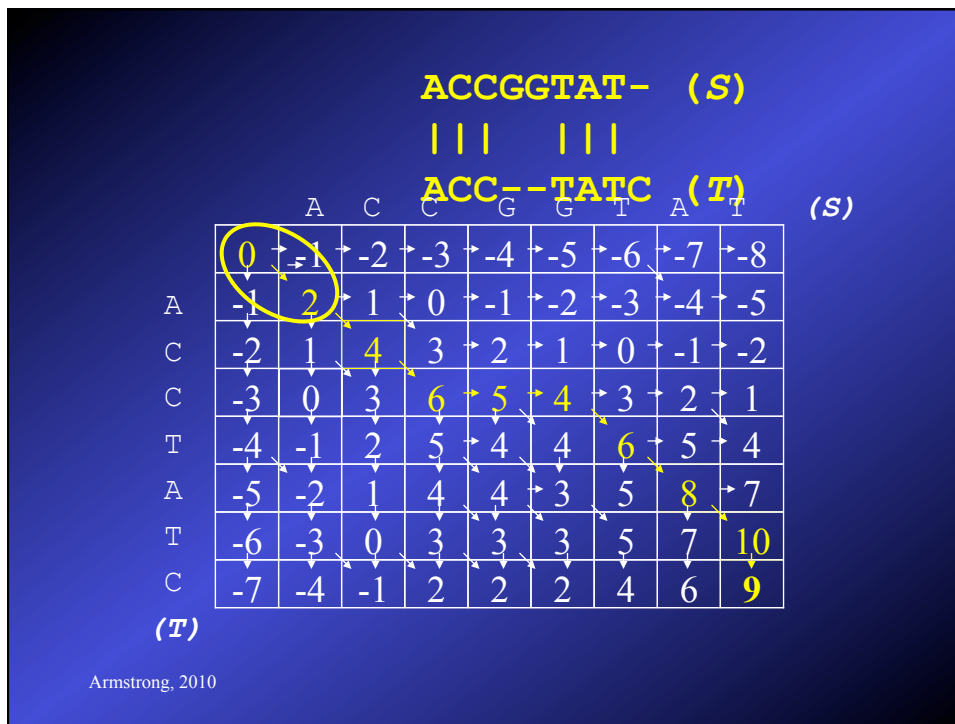 ACCGGTAT- (S)
||| |||
ACC--TATC (T)
A C C G G T A T (S)
0 -1 -2 -3 -4 -5 -6 -7 -8
A -1 2 1 0 -1 -2 -3 -4 -5
C -2 1 4 3 2 1 0 -1 -2
C -3 0 3 6 5 4 3 2 1
T -4 -1 2 5 4 4 6 5 4
A -5 -2 1 4 4 3 5 8 7
T -6 -3 0 3 3 3 5 7 10
C -7 -4 -1 2 2 2 4 6 9
(T)
Armstrong, 2010